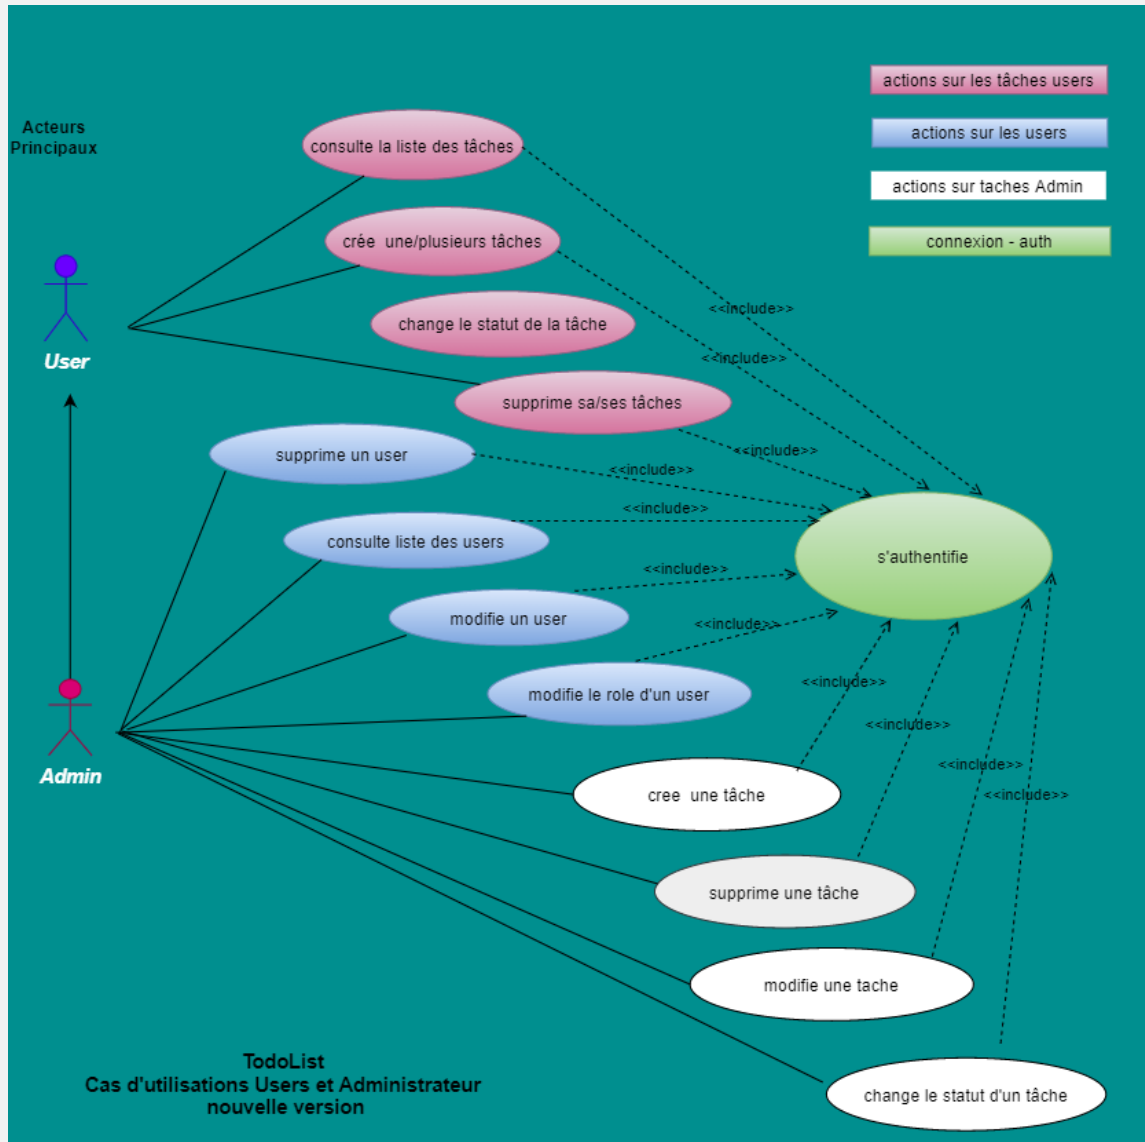 actions sur les tâches users
Acteurs
Principaux
actions sur les users
consulte la liste des tâches
actions sur taches Admin
crée  une/plusieurs tâches
connexion - auth
<<include>>
change le statut de la tâche
<<include>>
User
supprime sa/ses tâches
<<include>>
supprime un user
<<include>>
<<include>>
consulte liste des users
s'authentifie
<<include>>
modifie un user
<<include>>
modifie le role d'un user
<<include>>
<<include>>
Admin
<<include>>
cree  une tâche
<<include>>
supprime une tâche
modifie une tache
TodoList
Cas d'utilisations Users et Administrateur
nouvelle version
change le statut d'un tâche